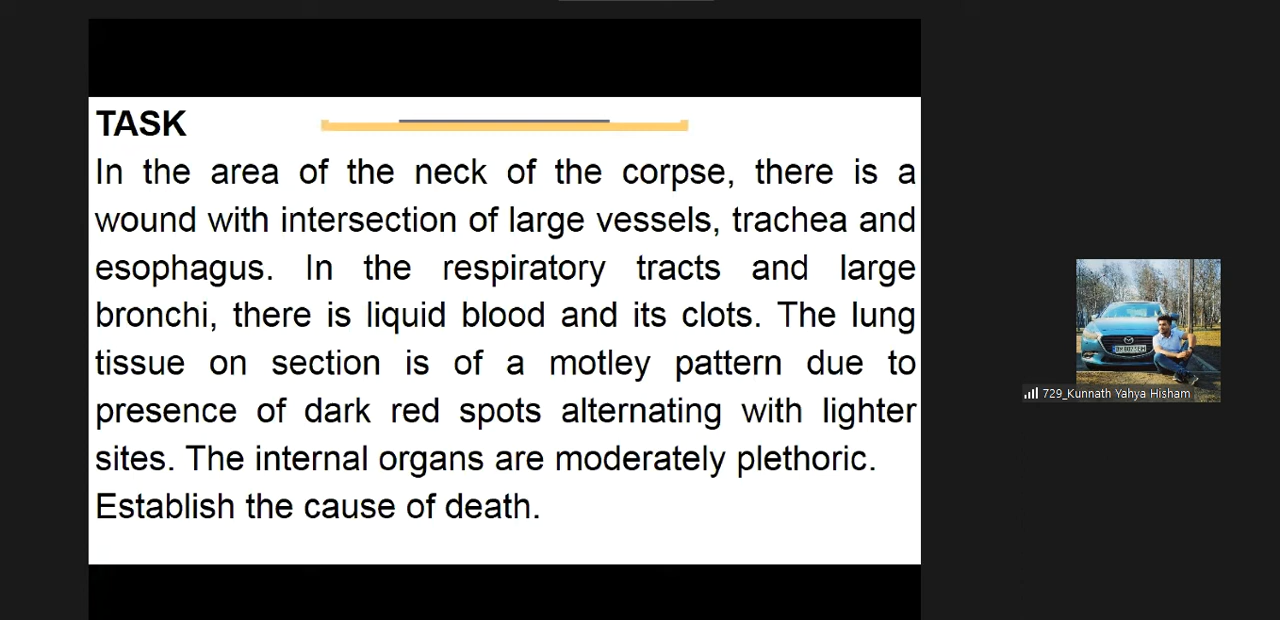 TASK
In the area of the neck of the corpse, there is a
wound with intersection of large vessels, trachea and
esophagus. In the respiratory tracts and large
bronchi, there is liquid blood and its clots. The lung
tissue on section is of a motley pattern due to
presence of dark red spots alternating with lighter
sites. The internal organs are moderately plethoric.
Establish the cause of death.
729_Kunnath Yahya Hisham